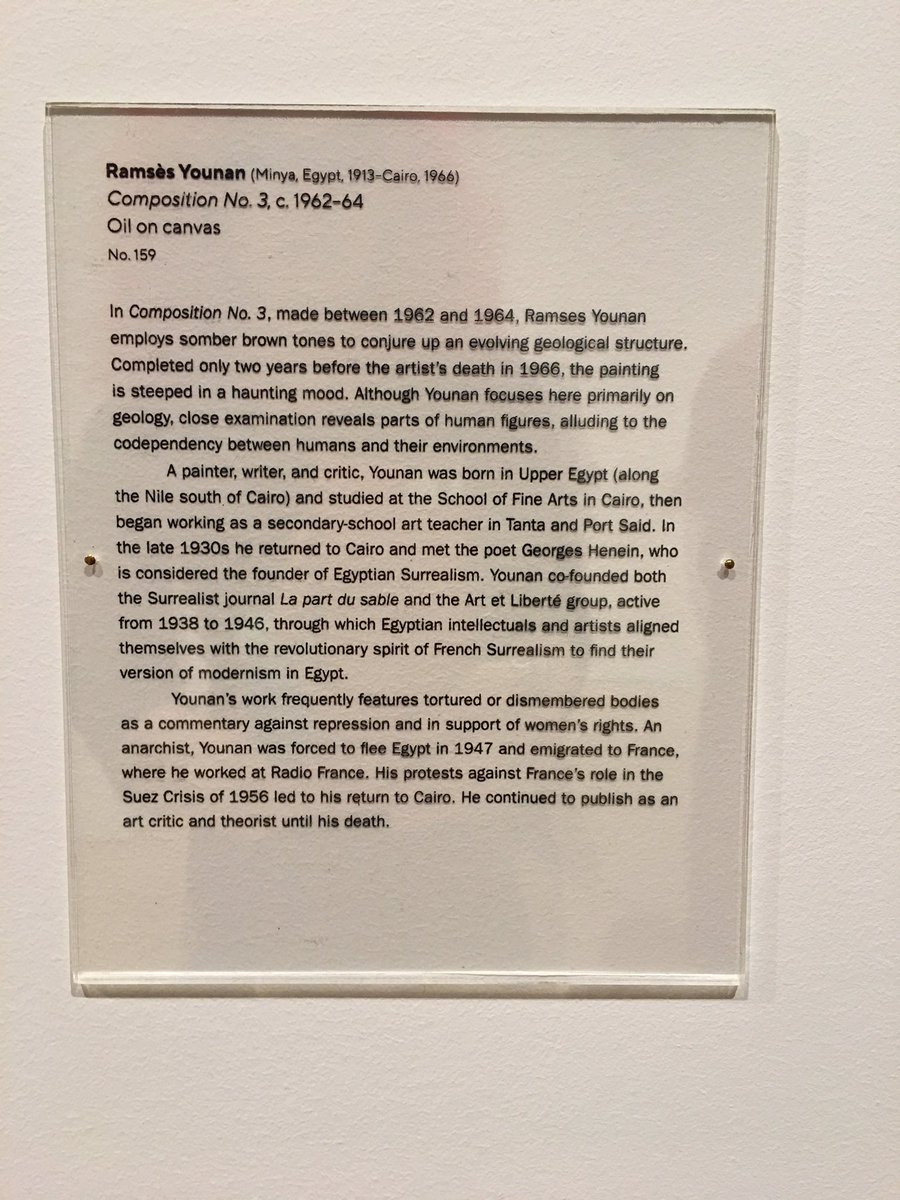 Ramsès Younan (Minya, Egypt, 1913–Cairo, 1966)
Composition No. 3, c. 1962–64
Oil on canvas
No. 159
In Composition No. 3, made between 1962 and 1964, Ramses Younan
employs somber brown tones to conjure up an evolving geological structure.
Completed only two years before the artist's death in 1966, the painting
is steeped in a haunting mood. Although Younan focuses here primarily on
geology, close examination reveals parts of human figures, alluding to the
codependency between humans and their environments.
A painter, writer, and critic, Younan was born in Upper Egypt (along
the Nile south of Cairo) and studied at the School of Fine Arts in Cairo, then
began working as a secondary-school art teacher in Tanta and Port Said. In
the late 1930s he returned to Cairo and met the poet Georges Henein, who
is considered the founder of Egyptian Surrealism. Younan co-founded both
the Surrealist journal La part du sable and the Art et Liberté group, active
from 1938 to 1946, through which Egyptian intellectuals and artists aligned
themselves with the revolutionary spirit of French Surrealism to find their
version of modernism in Egypt.
Younan's work frequently features tortured or dismembered bodies
as a commentary against repression and in support of women's rights. An
anarchist, Younan was forced to flee Egypt in 1947 and emigrated to France,
where he worked at Radio France. His protests against France's role in the
Suez Crisis of 1956 led to his return to Cairo. He continued to publish as an
art critic and theorist until his death.